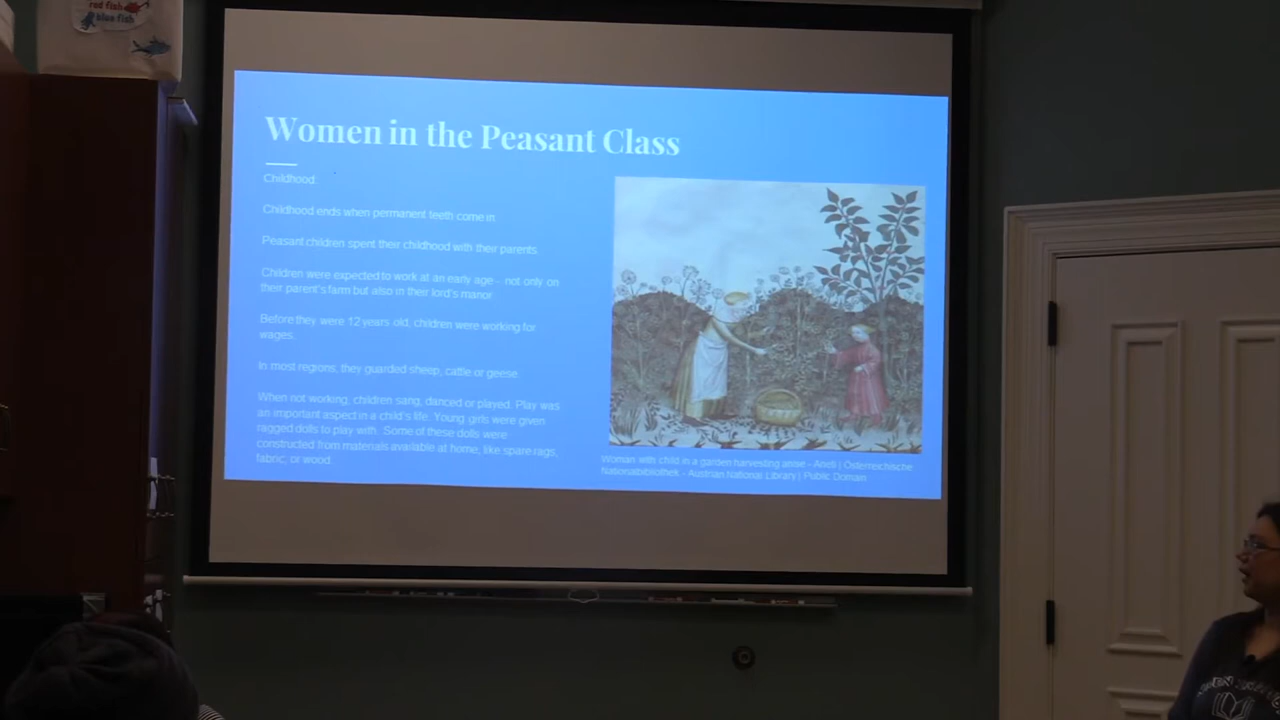 red fish
blue fish
Women in the Peasant Class
Childhood:
Childhood ends when permanent teeth come in.
Peasant children spent their childhood with their parents.
Children were expected to work at an early age - not only on
their parent's farm but also in their lord's manor
Before they were 12 years old, children were working for
wages.
In most regions, they guarded sheep, cattle or geese.
When not working, children sang, danced or played. Play was
an important aspect in a child's life. Young girls were given
ragged dolls to play with. Some of these dolls were
constructed from materials available at home, like spare rags,
fabric, or wood.
Woman with child in a garden harvesting anise - Aneti | Österreichische
Nationalbibliothek - Austrian National Library | Public Domain